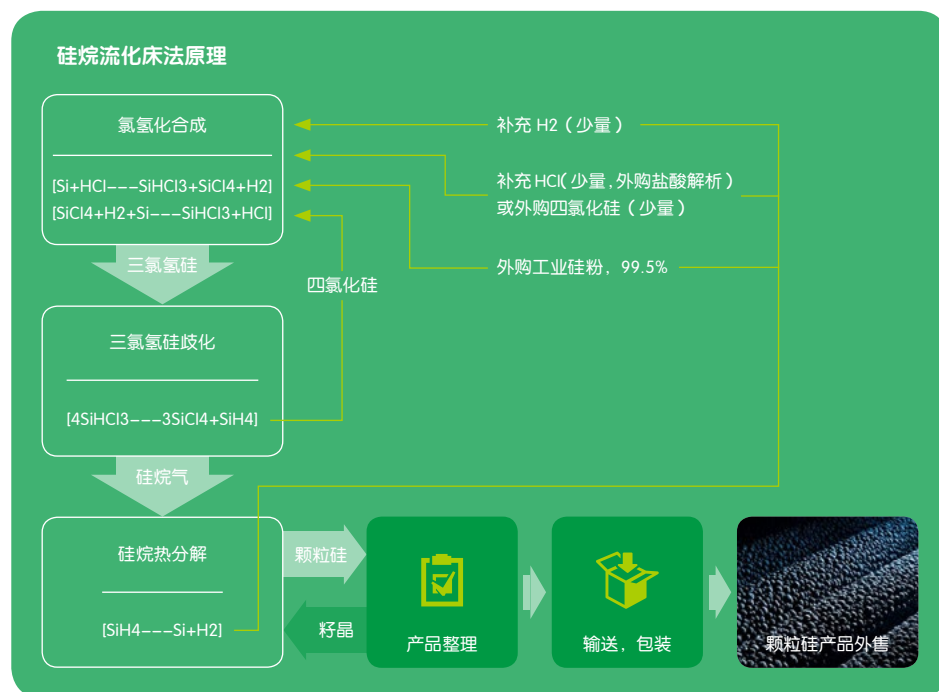 硅烷流化床法原理
氯氢化合成
[Si+HCl---SiHCl3+SiCl4+H2]
[SiCl4+H2+Si---SiHCl3+HCl]
补充 H2（少量）
补充 HCl(少量,外购盐酸解析）
或外购四氯化硅（少量）
外购工业硅粉，99.5%
三氯氢硅
四氯化硅
三氯氢硅歧化
[4SiHCl3---3SiCl4+SiH4]
硅烷气
硅烷热分解
[SiH4---Si+H2]
颗粒硅
籽晶
产品整理
输送，包装
颗粒硅产品外售